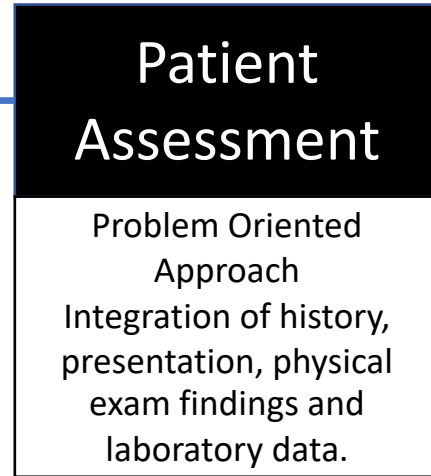 Patient
Assessment
Problem Oriented
Approach
Integration of history,
presentation, physical
exam findings and
laboratory data.